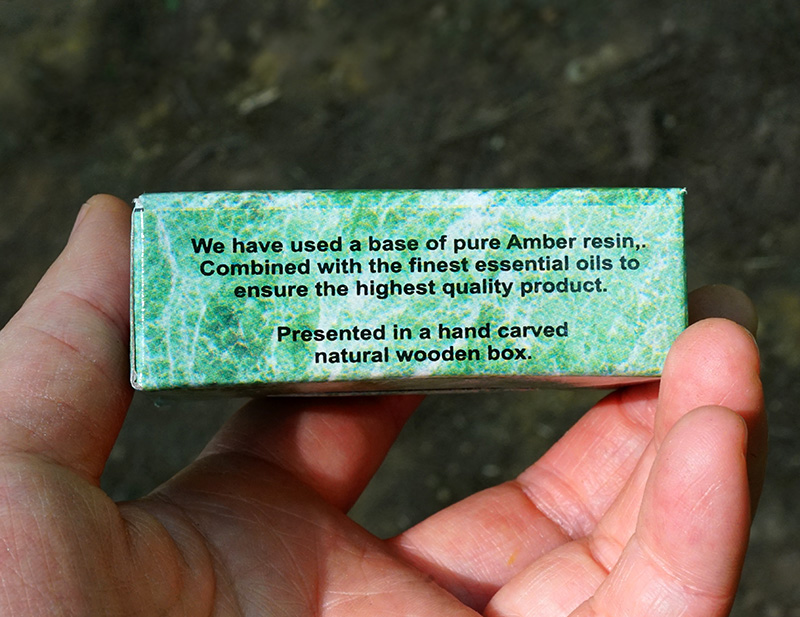 We have used a base of pure Amber resin,.
Combined with the finest essential oils to
ensure the highest quality product.
Presented in a hand carved
natural wooden box.